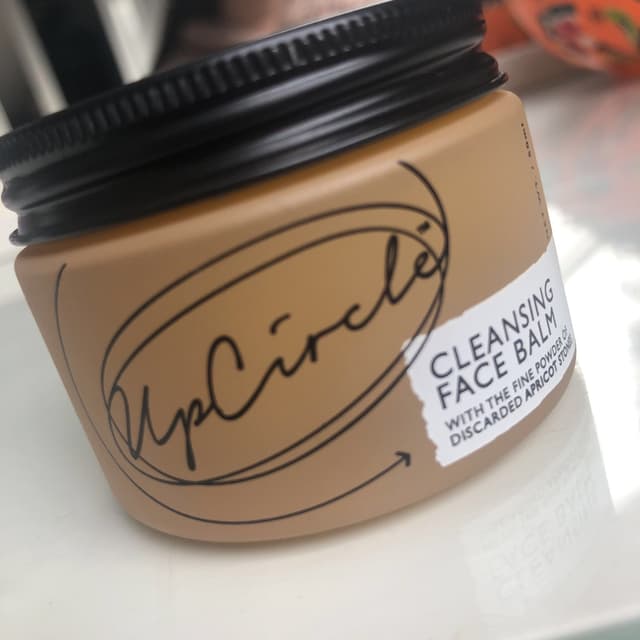 UpCircle
CLEANSING
FACE BALM
WITH THE FINE POWDER OF
DISCARDED APRICOT STONES